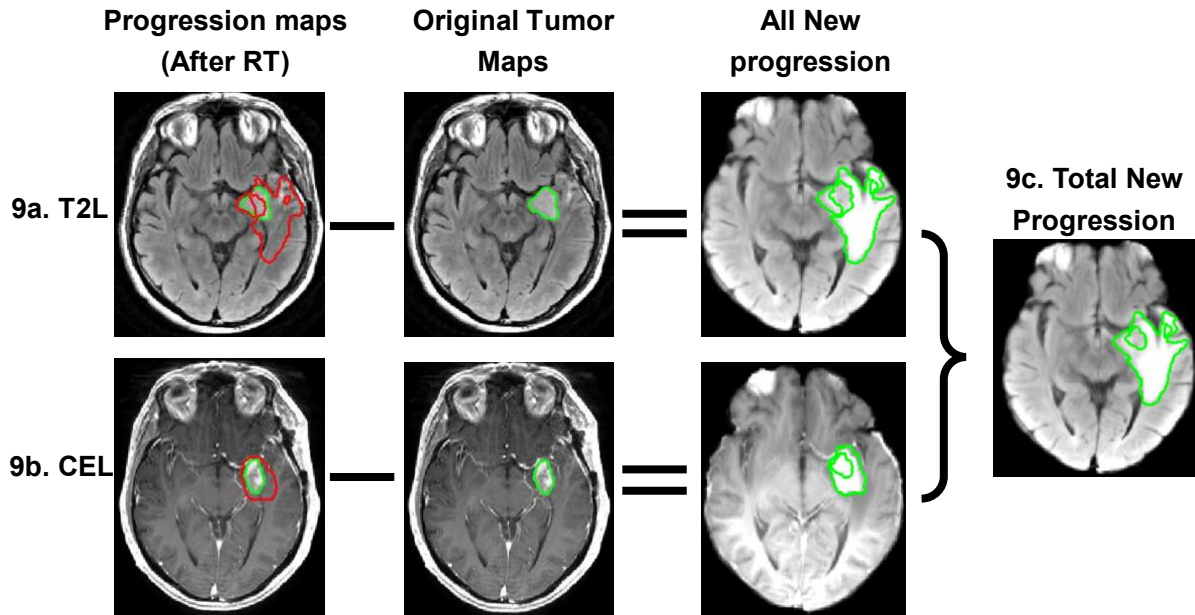 Progression maps
(After RT)
Original Tumor
Maps
All New
progression
9a. T2L
9c. Total New
Progression
9b. CEL